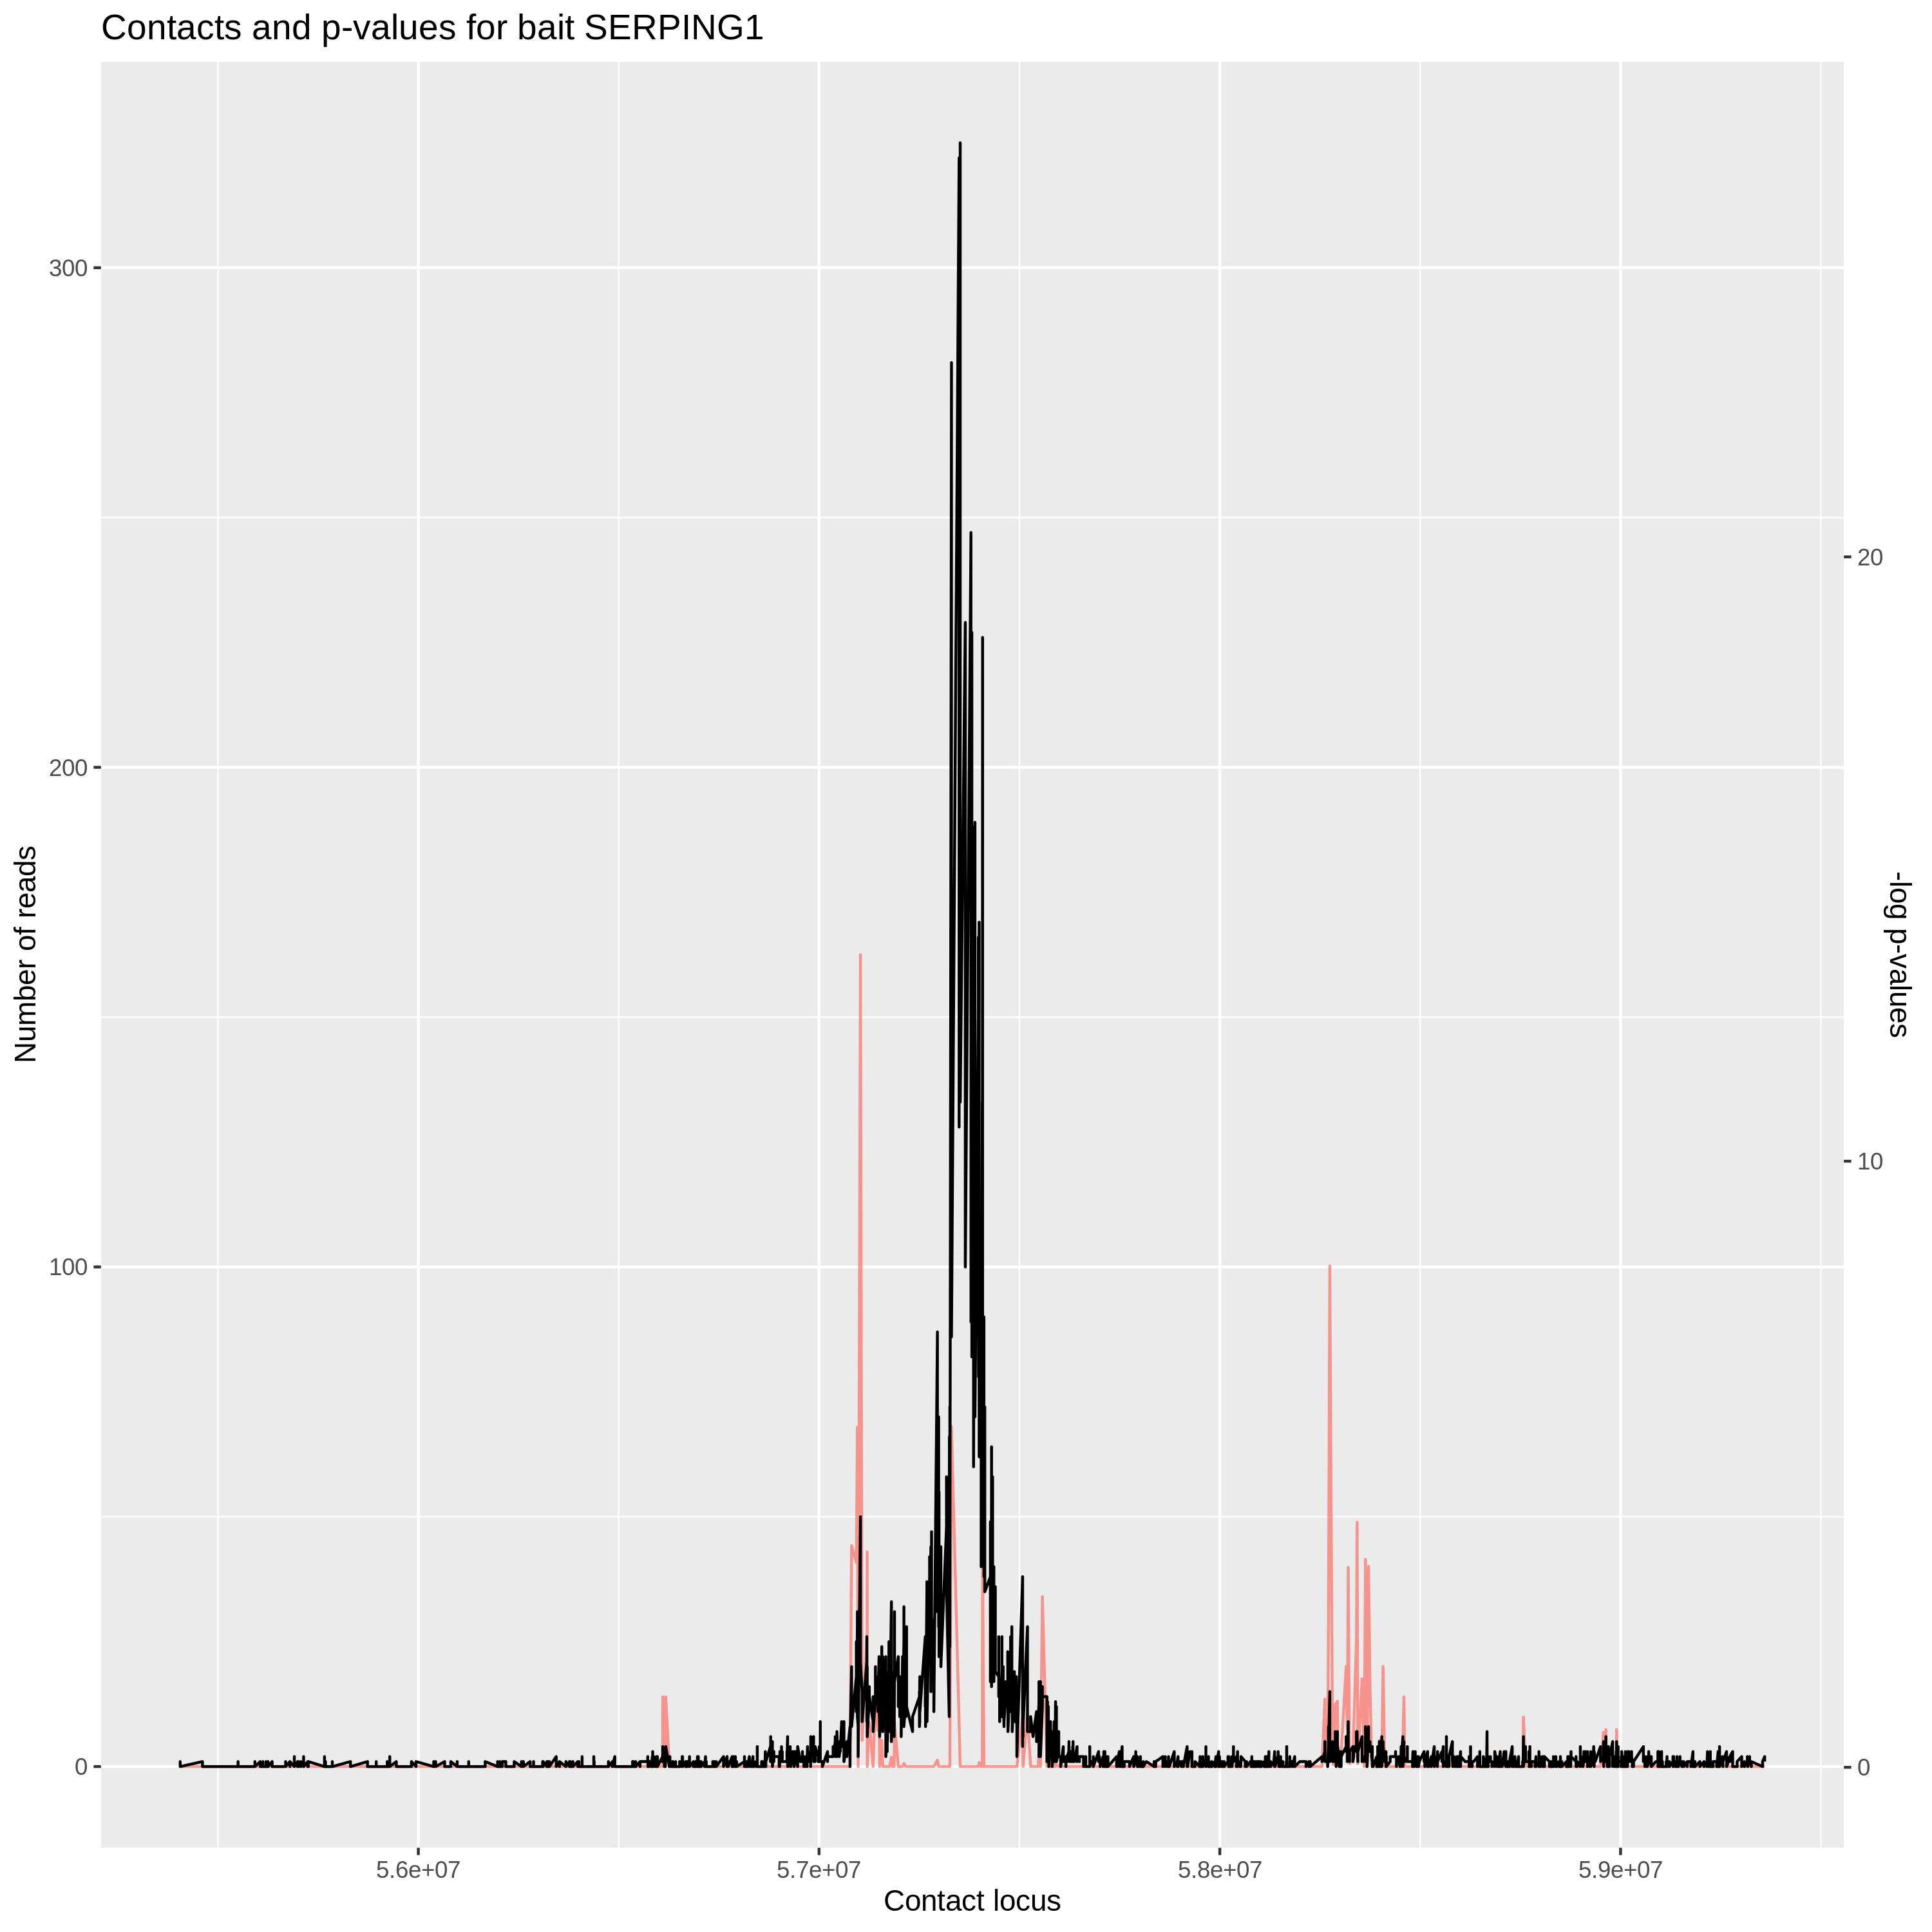 Contacts and p-values for bait SERPING1
300
200
100
0
Number of reads
20
10
0
-log p-values
5.6e+07 5.7e+07 5.8e+07 5.9e+07
Contact locus